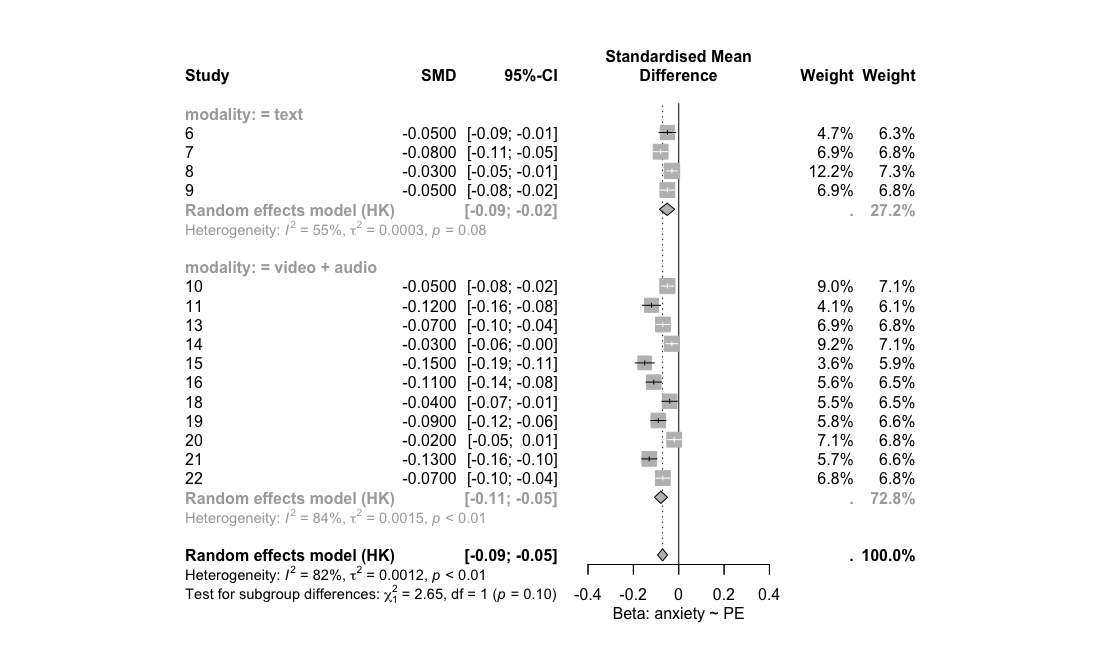 Standardised Mean
Study SMD 95%-CI Difference Weight Weight
modality: = text
6 -0.0500 [-0.09; -0.01] 4.7% 6.3%
7 -0.0800 [-0.11; -0.05] 6.9% 6.8%
8 -0.0300 [-0.05; -0.01] 12.2% 7.3%
9 -0.0500 [-0.08; -0.02] 6.9% 6.8%
Random effects model (HK) [-0.09; -0.02] . 27.2%
Heterogeneity: I² = 55%, τ² = 0.0003, p = 0.08
modality: = video + audio
10 -0.0500 [-0.08; -0.02] 9.0% 7.1%
11 -0.1200 [-0.16; -0.08] 4.1% 6.1%
13 -0.0700 [-0.10; -0.04] 6.9% 6.8%
14 -0.0300 [-0.06; -0.00] 9.2% 7.1%
15 -0.1500 [-0.19; -0.11] 3.6% 5.9%
16 -0.1100 [-0.14; -0.08] 5.6% 6.5%
18 -0.0400 [-0.07; -0.01] 5.5% 6.5%
19 -0.0900 [-0.12; -0.06] 5.8% 6.6%
20 -0.0200 [-0.05; 0.01] 7.1% 6.8%
21 -0.1300 [-0.16; -0.10] 5.7% 6.6%
22 -0.0700 [-0.10; -0.04] 6.8% 6.8%
Random effects model (HK) [-0.11; -0.05] . 72.8%
Heterogeneity: I² = 84%, τ² = 0.0015, p < 0.01
Random effects model (HK) [-0.09; -0.05] . 100.0%
Heterogeneity: I² = 82%, τ² = 0.0012, p < 0.01
Test for subgroup differences: χ²₁ = 2.65, df = 1 (p = 0.10) -0.4 -0.2 0 0.2 0.4
Beta: anxiety ~ PE